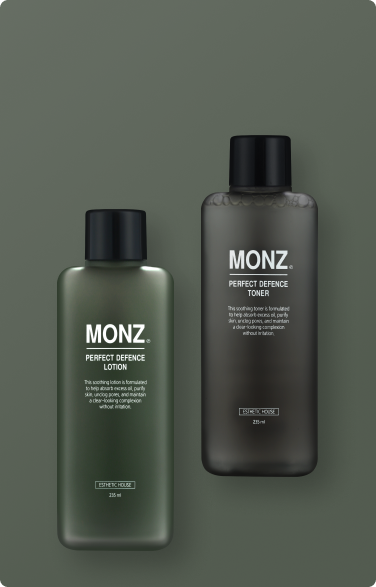 MONZ®
PERFECT DEFENCE
TONER
This soothing toner is formulated
to help absorb excess oil, purify
skin, unclog pores, and maintain
a clear-looking complexion
without irritation.
ESTHETIC HOUSE
235 ml
MONZ®
PERFECT DEFENCE
LOTION
This soothing lotion is formulated
to help absorb excess oil, purify
skin, unclog pores, and maintain
a clear-looking complexion
without irritation.
ESTHETIC HOUSE
235 ml